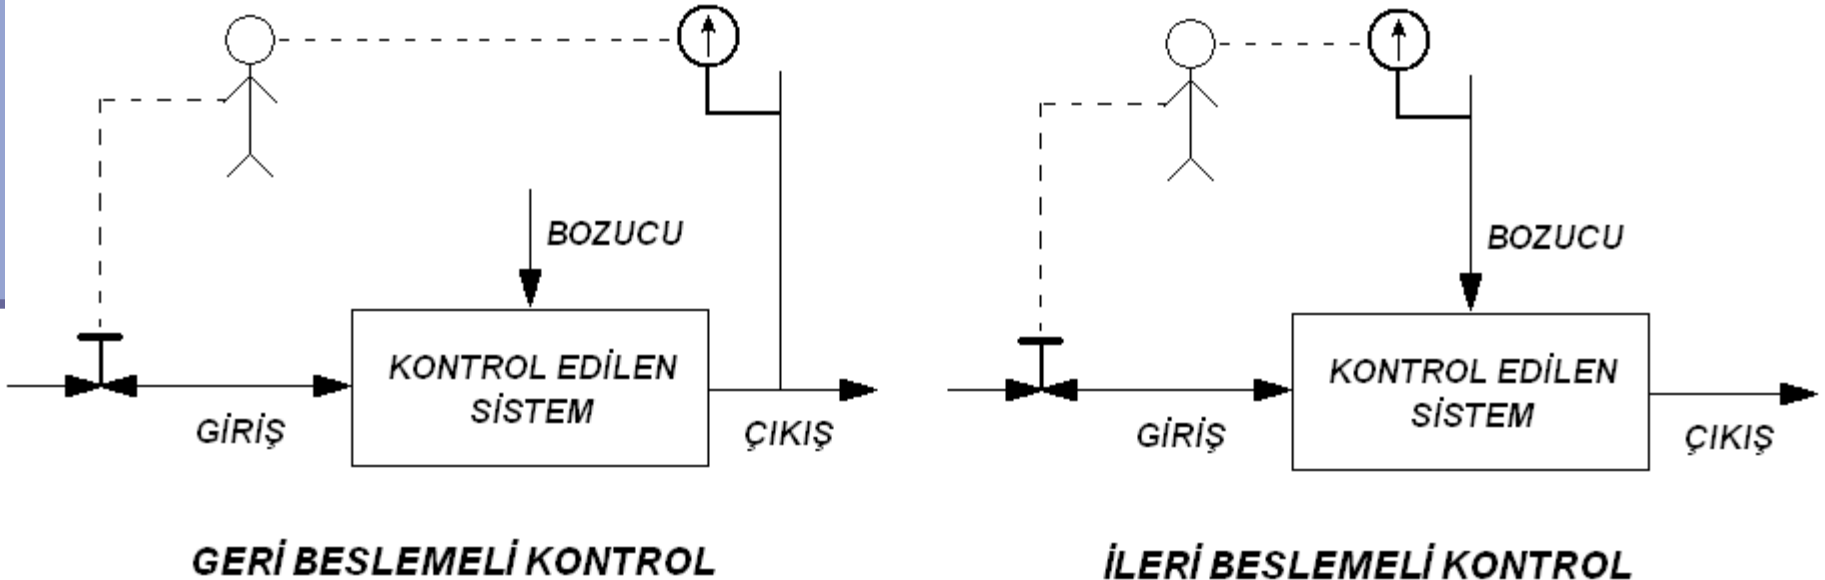 BOZUCU
KONTROL EDİLEN
SİSTEM
GİRİŞ
ÇIKIŞ
GERİ BESLEMELİ KONTROL
BOZUCU
KONTROL EDİLEN
SİSTEM
GİRİŞ
ÇIKIŞ
İLERİ BESLEMELİ KONTROL